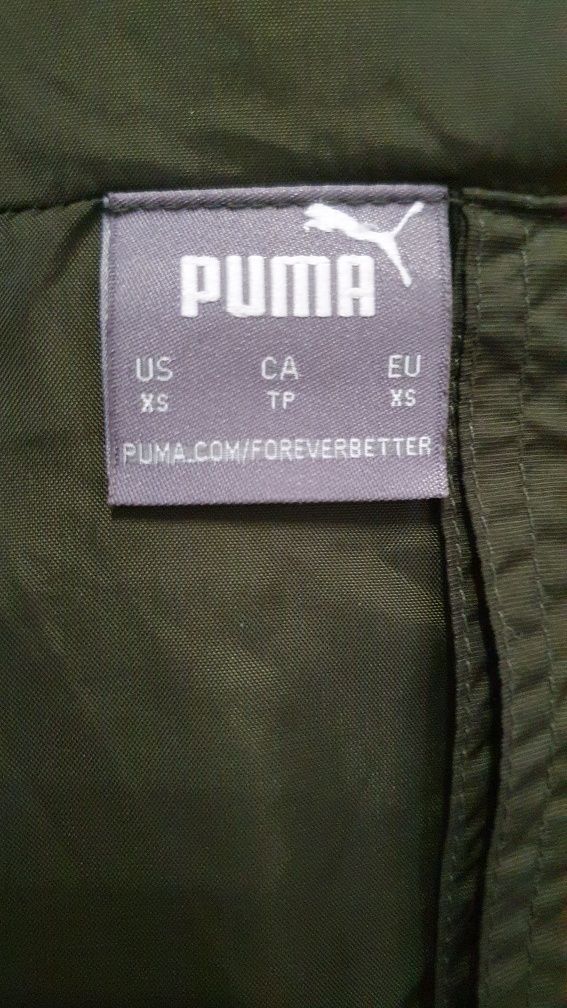 PUMA
US CA EU
XS TP XS
PUMA.COM/FOREVERBETTER